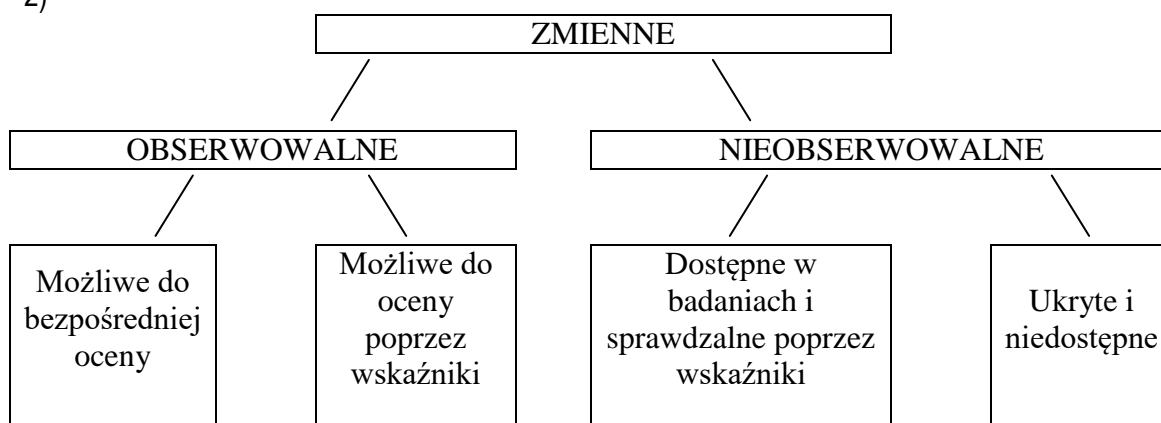 2)
ZMIENNE
OBSERWOWALNE
NIEOBSERWOWALNE
Możliwe do
bezpośredniej
oceny
Możliwe do
oceny
poprzez
wskaźniki
Dostępne w
badaniach i
sprawdzalne poprzez
wskaźniki
Ukryte i
niedostępne